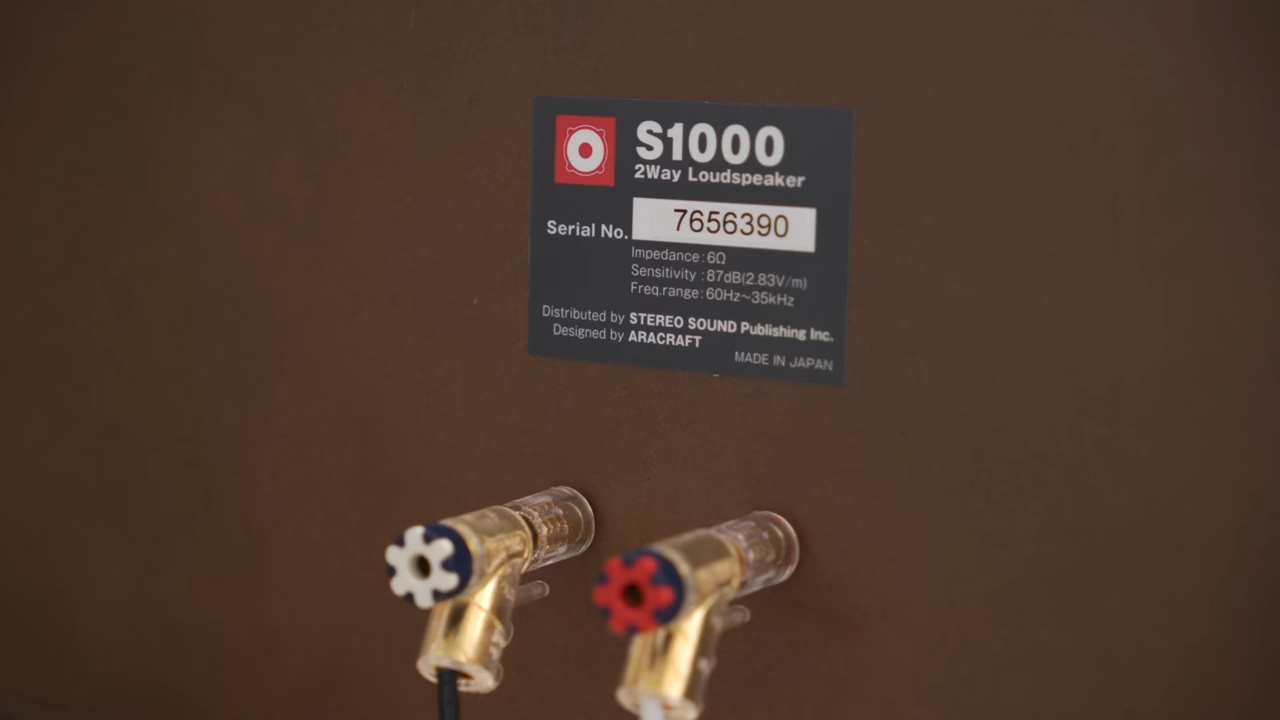 S1000
2Way Loudspeaker
Serial No. 7656390
Impedance:6Ω
Sensitivity :87dB(2.83V/m)
Freq.range:60Hz~35kHz
Distributed by STEREO SOUND Publishing Inc.
Designed by ARACRAFT
MADE IN JAPAN